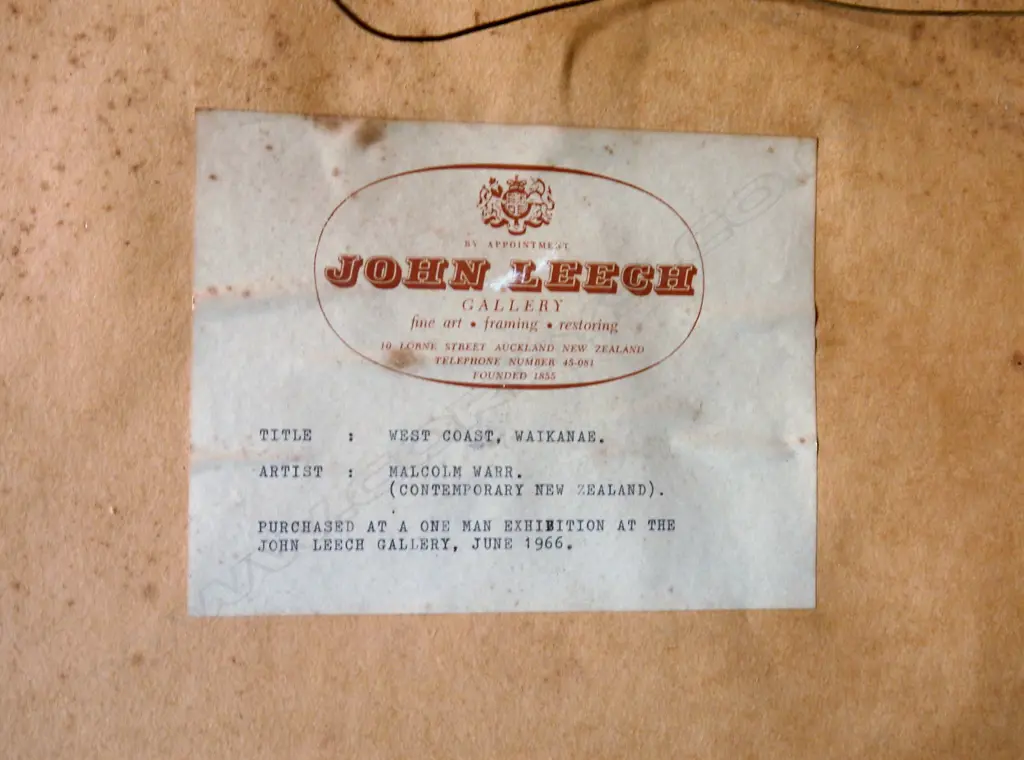 BY APPOINTMENT
JOHN LEECH
GALLERY
fine art • framing • restoring
10 LORNE STREET AUCKLAND NEW ZEALAND
TELEPHONE NUMBER 45-081
FOUNDED 1855
TITLE : WEST COAST, WAIKANAE.
ARTIST : MALCOLM WARR.
(CONTEMPORARY NEW ZEALAND).
PURCHASED AT A ONE MAN EXHIBITION AT THE
JOHN LEECH GALLERY, JUNE 1966.